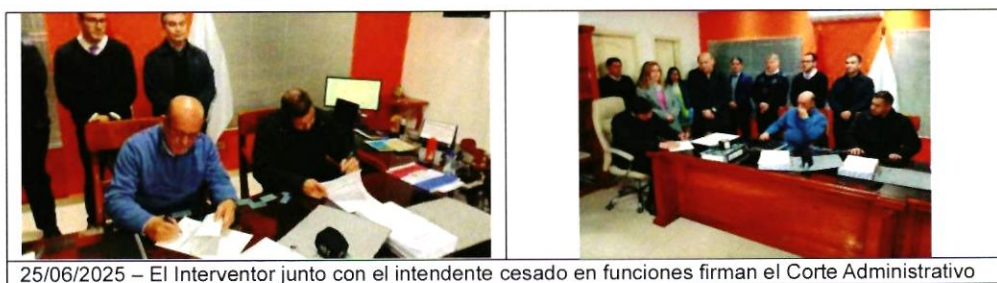 25/06/2025 – El Interventor junto con el intendente cesado en funciones firman el Corte Administrativo